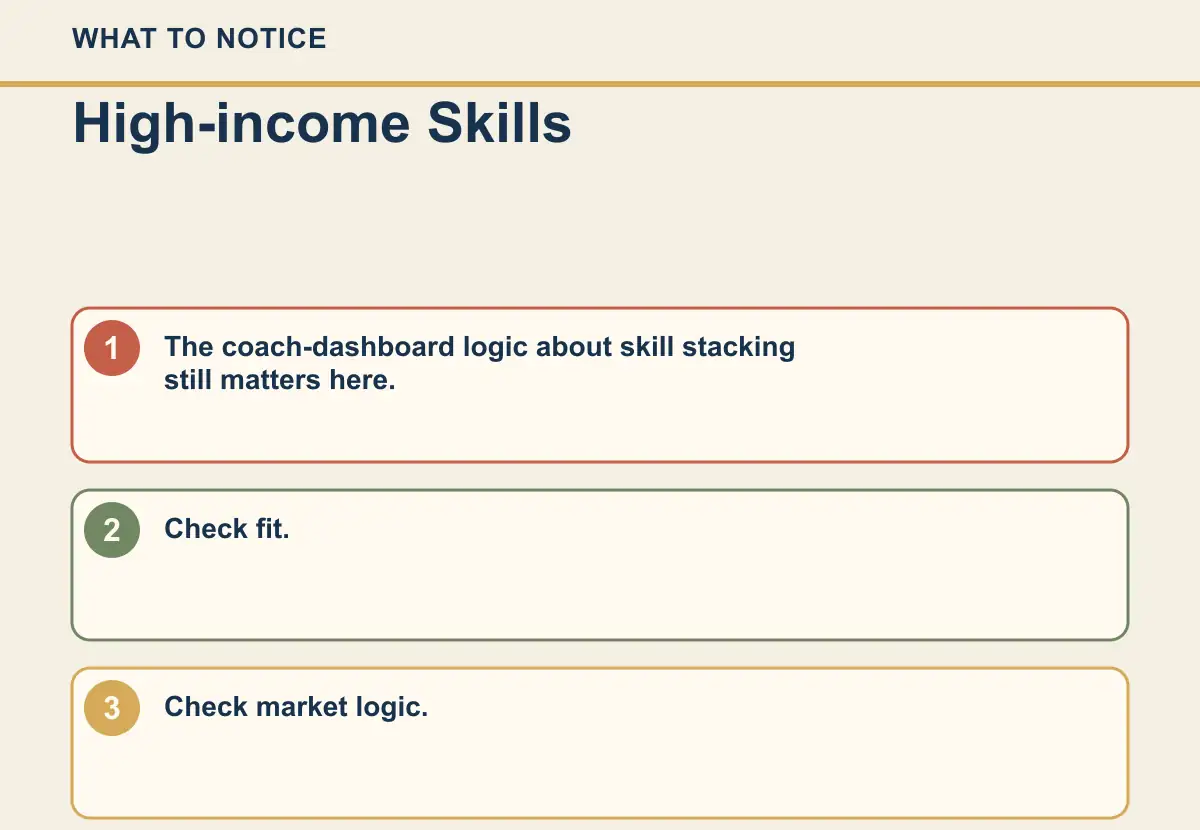 WHAT TO NOTICE
High-income Skills
1
The coach-dashboard logic about skill stacking
still matters here.
2
Check fit.
3
Check market logic.